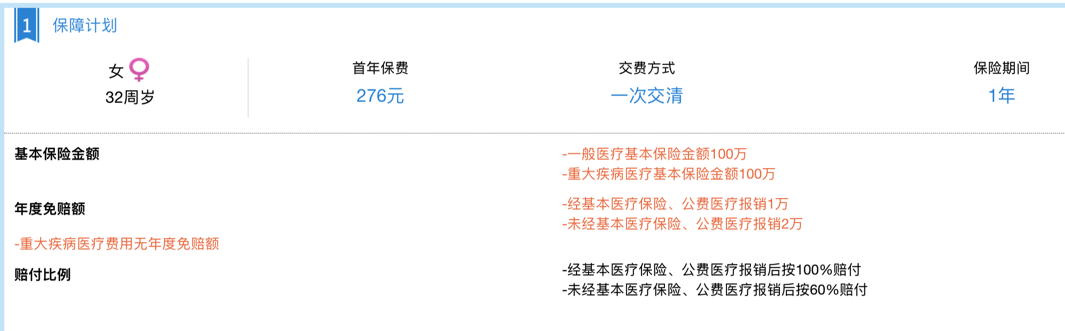 1 保障计划
女 首年保费 交费方式 保险期间
32周岁 276元 一次交清 1年
基本保险金额 -一般医疗基本保险金额100万
-重大疾病医疗基本保险金额100万
年度免赔额 -经基本医疗保险、公费医疗报销1万
-未经基本医疗保险、公费医疗报销2万
-重大疾病医疗费用无年度免赔额
赔付比例 -经基本医疗保险、公费医疗报销后按100%赔付
-未经基本医疗保险、公费医疗报销后按60%赔付